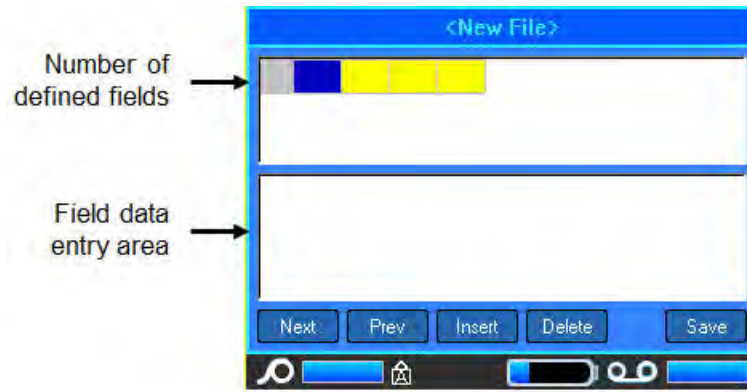 <New File>
Number of
defined fields
Field data
entry area
Next Prev Insert Delete Save
A